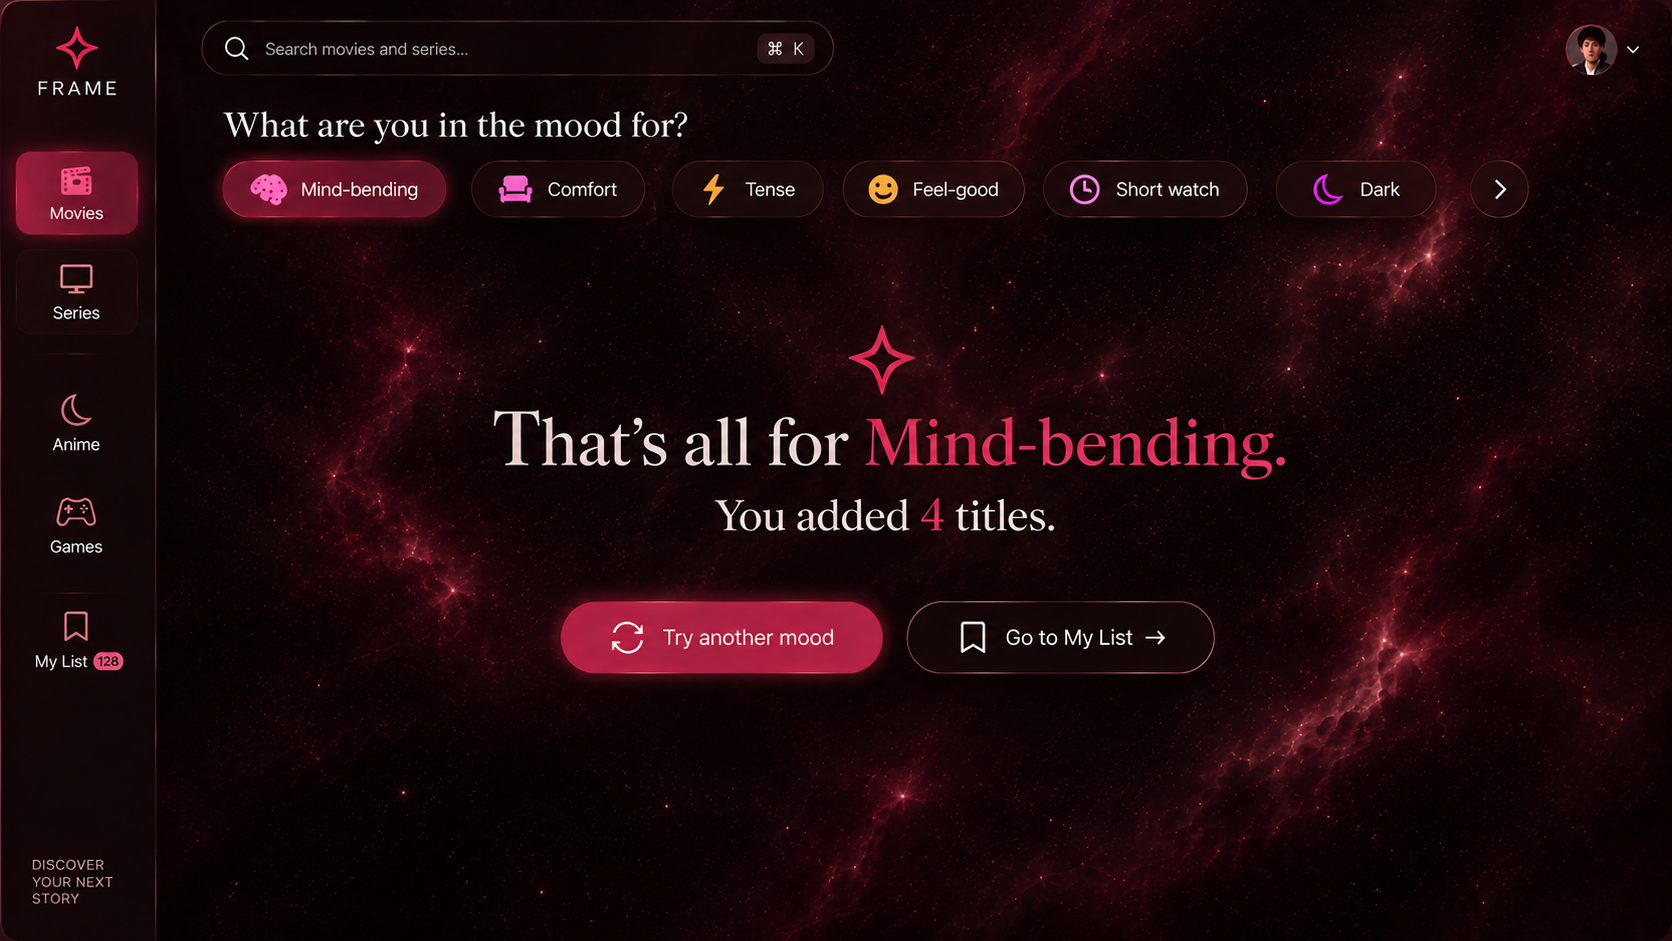 FRAME
Search movies and series...
⌘ K
What are you in the mood for?
Mind-bending
Comfort
Tense
Feel-good
Short watch
Dark
Movies
Series
Anime
Games
My List 128
That's all for Mind-bending.
You added 4 titles.
Try another mood
Go to My List →
DISCOVER
YOUR NEXT
STORY